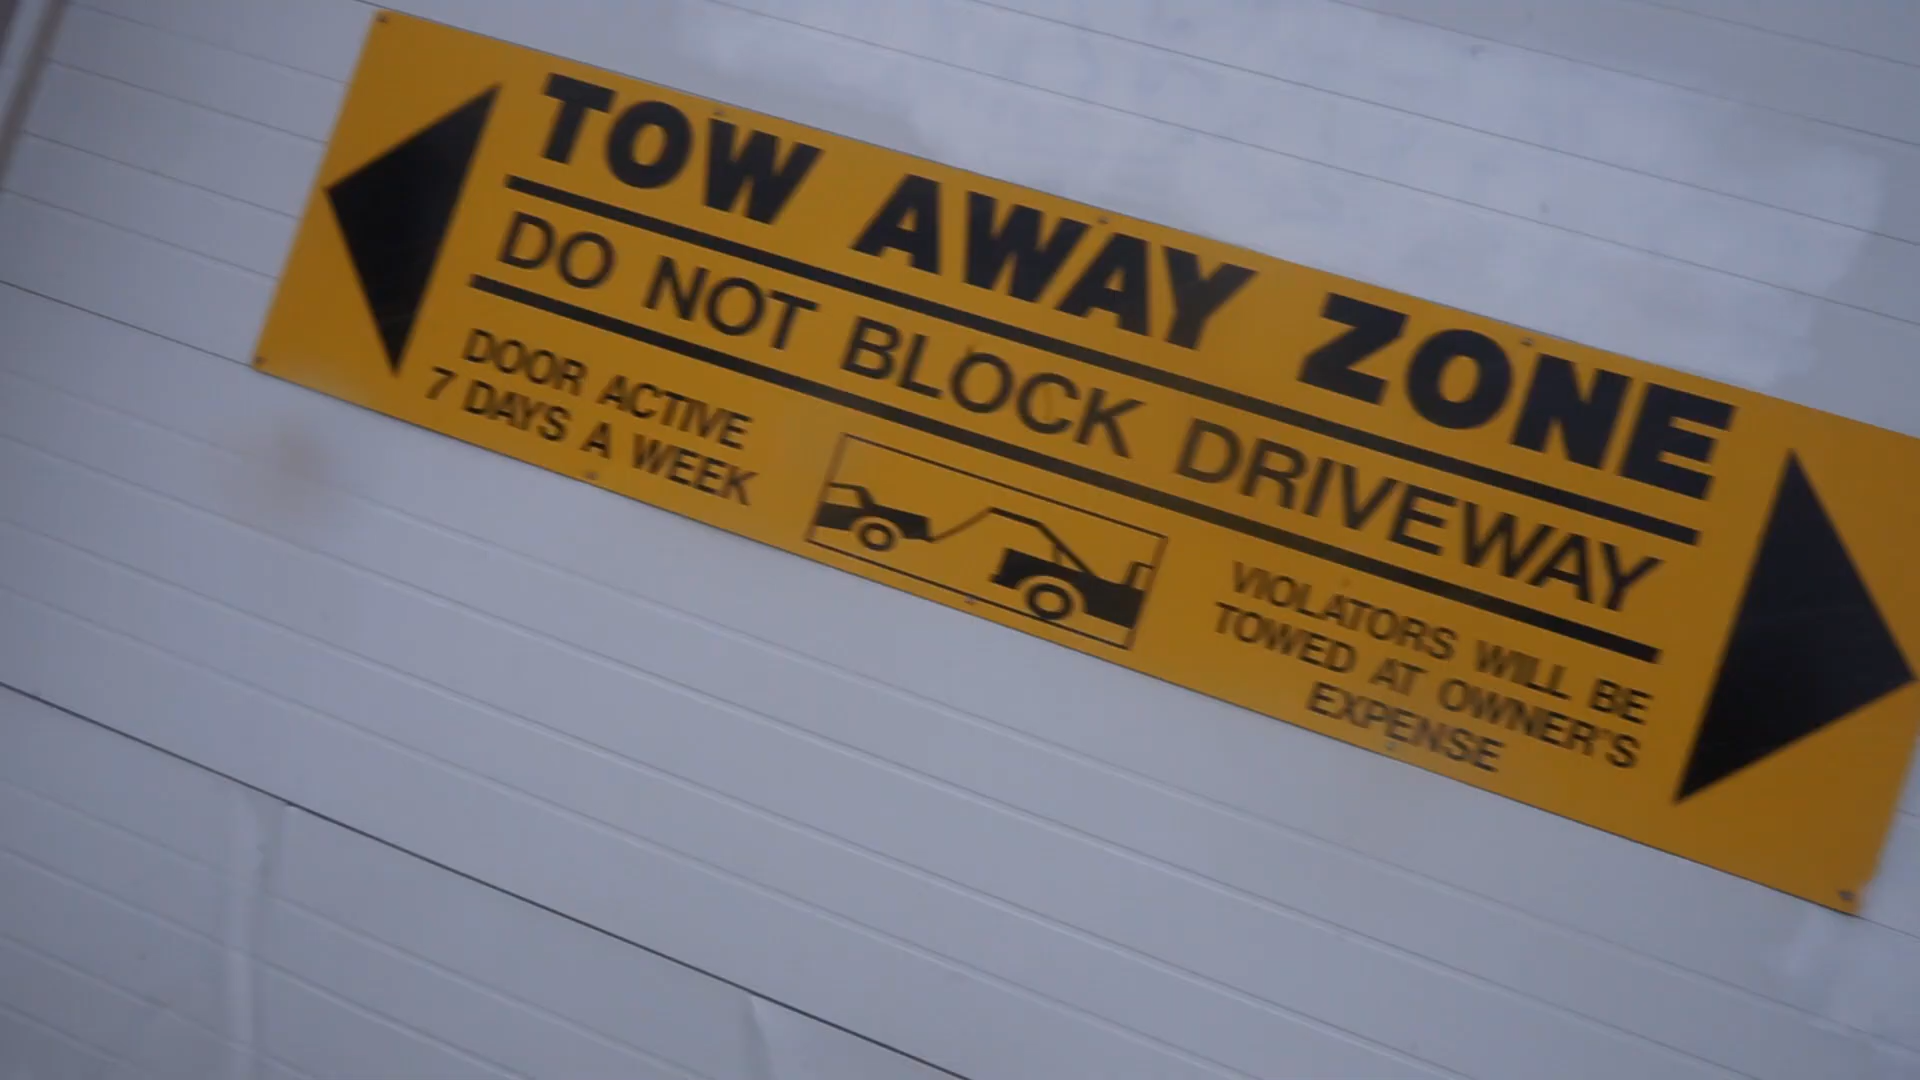 TOW AWAY ZONE
DO NOT BLOCK DRIVEWAY
DOOR ACTIVE
7 DAYS A WEEK
VIOLATORS WILL BE
TOWED AT OWNER'S
EXPENSE